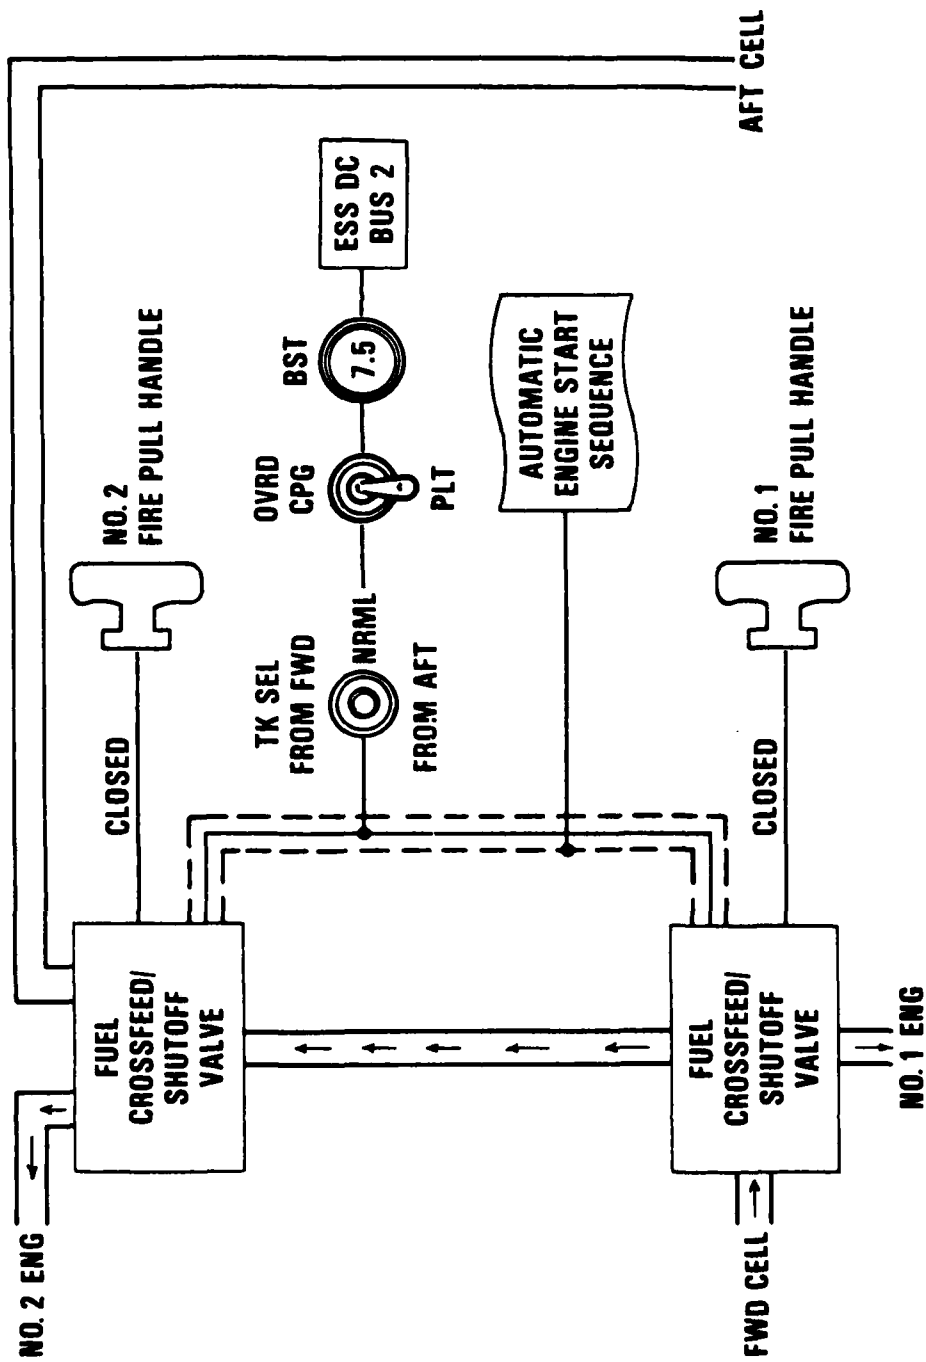 NO. 2 ENG
FUEL
CROSSFEED/
SHUTOFF
VALVE
CLOSED
NO. 2
FIRE PULL HANDLE
AFT CELL
TK SEL
FROM FWD
NRML
FROM AFT
OVRD
CPG
PLT
BST
7.5
ESS DC
BUS 2
AUTOMATIC
ENGINE START
SEQUENCE
FWD CELL
FUEL
CROSSFEED/
SHUTOFF
VALVE
CLOSED
NO. 1
FIRE PULL HANDLE
NO. 1 ENG